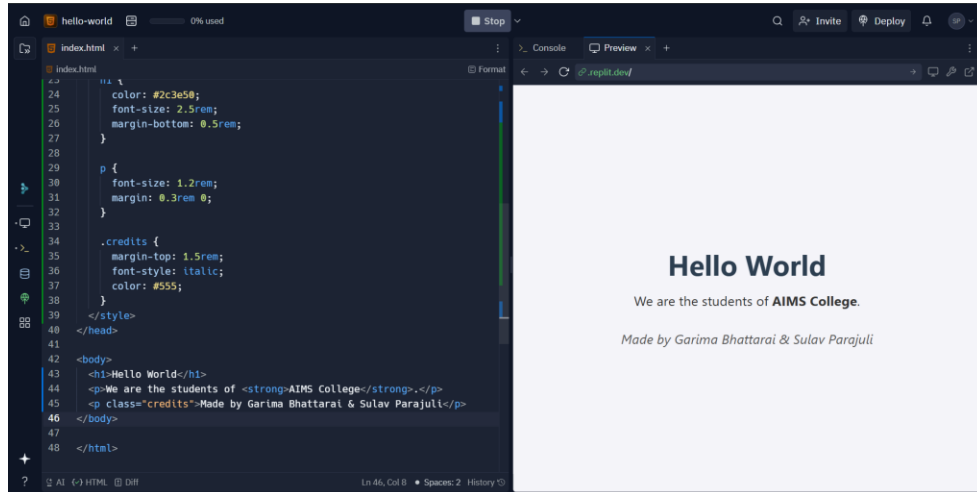 hello-world
0% used
Stop
Invite
Deploy
SP
index.html × +
>_ Console
Preview × +
index.html
Format
.replit.dev/
23 h1 {
24 color: #2c3e50;
25 font-size: 2.5rem;
26 margin-bottom: 0.5rem;
27 }
28
29 p {
30 font-size: 1.2rem;
31 margin: 0.3rem 0;
32 }
33
34 .credits {
35 margin-top: 1.5rem;
36 font-style: italic;
37 color: #555;
38 }
39 </style>
40 </head>
41
42 <body>
43 <h1>Hello World</h1>
44 <p>We are the students of <strong>AIMS College</strong>.</p>
45 <p class="credits">Made by Garima Bhattarai & Sulav Parajuli</p>
46 </body>
47
48 </html>
AI
HTML
Diff
Ln 46, Col 8 • Spaces: 2 History
Hello World
We are the students of AIMS College.
Made by Garima Bhattarai & Sulav Parajuli